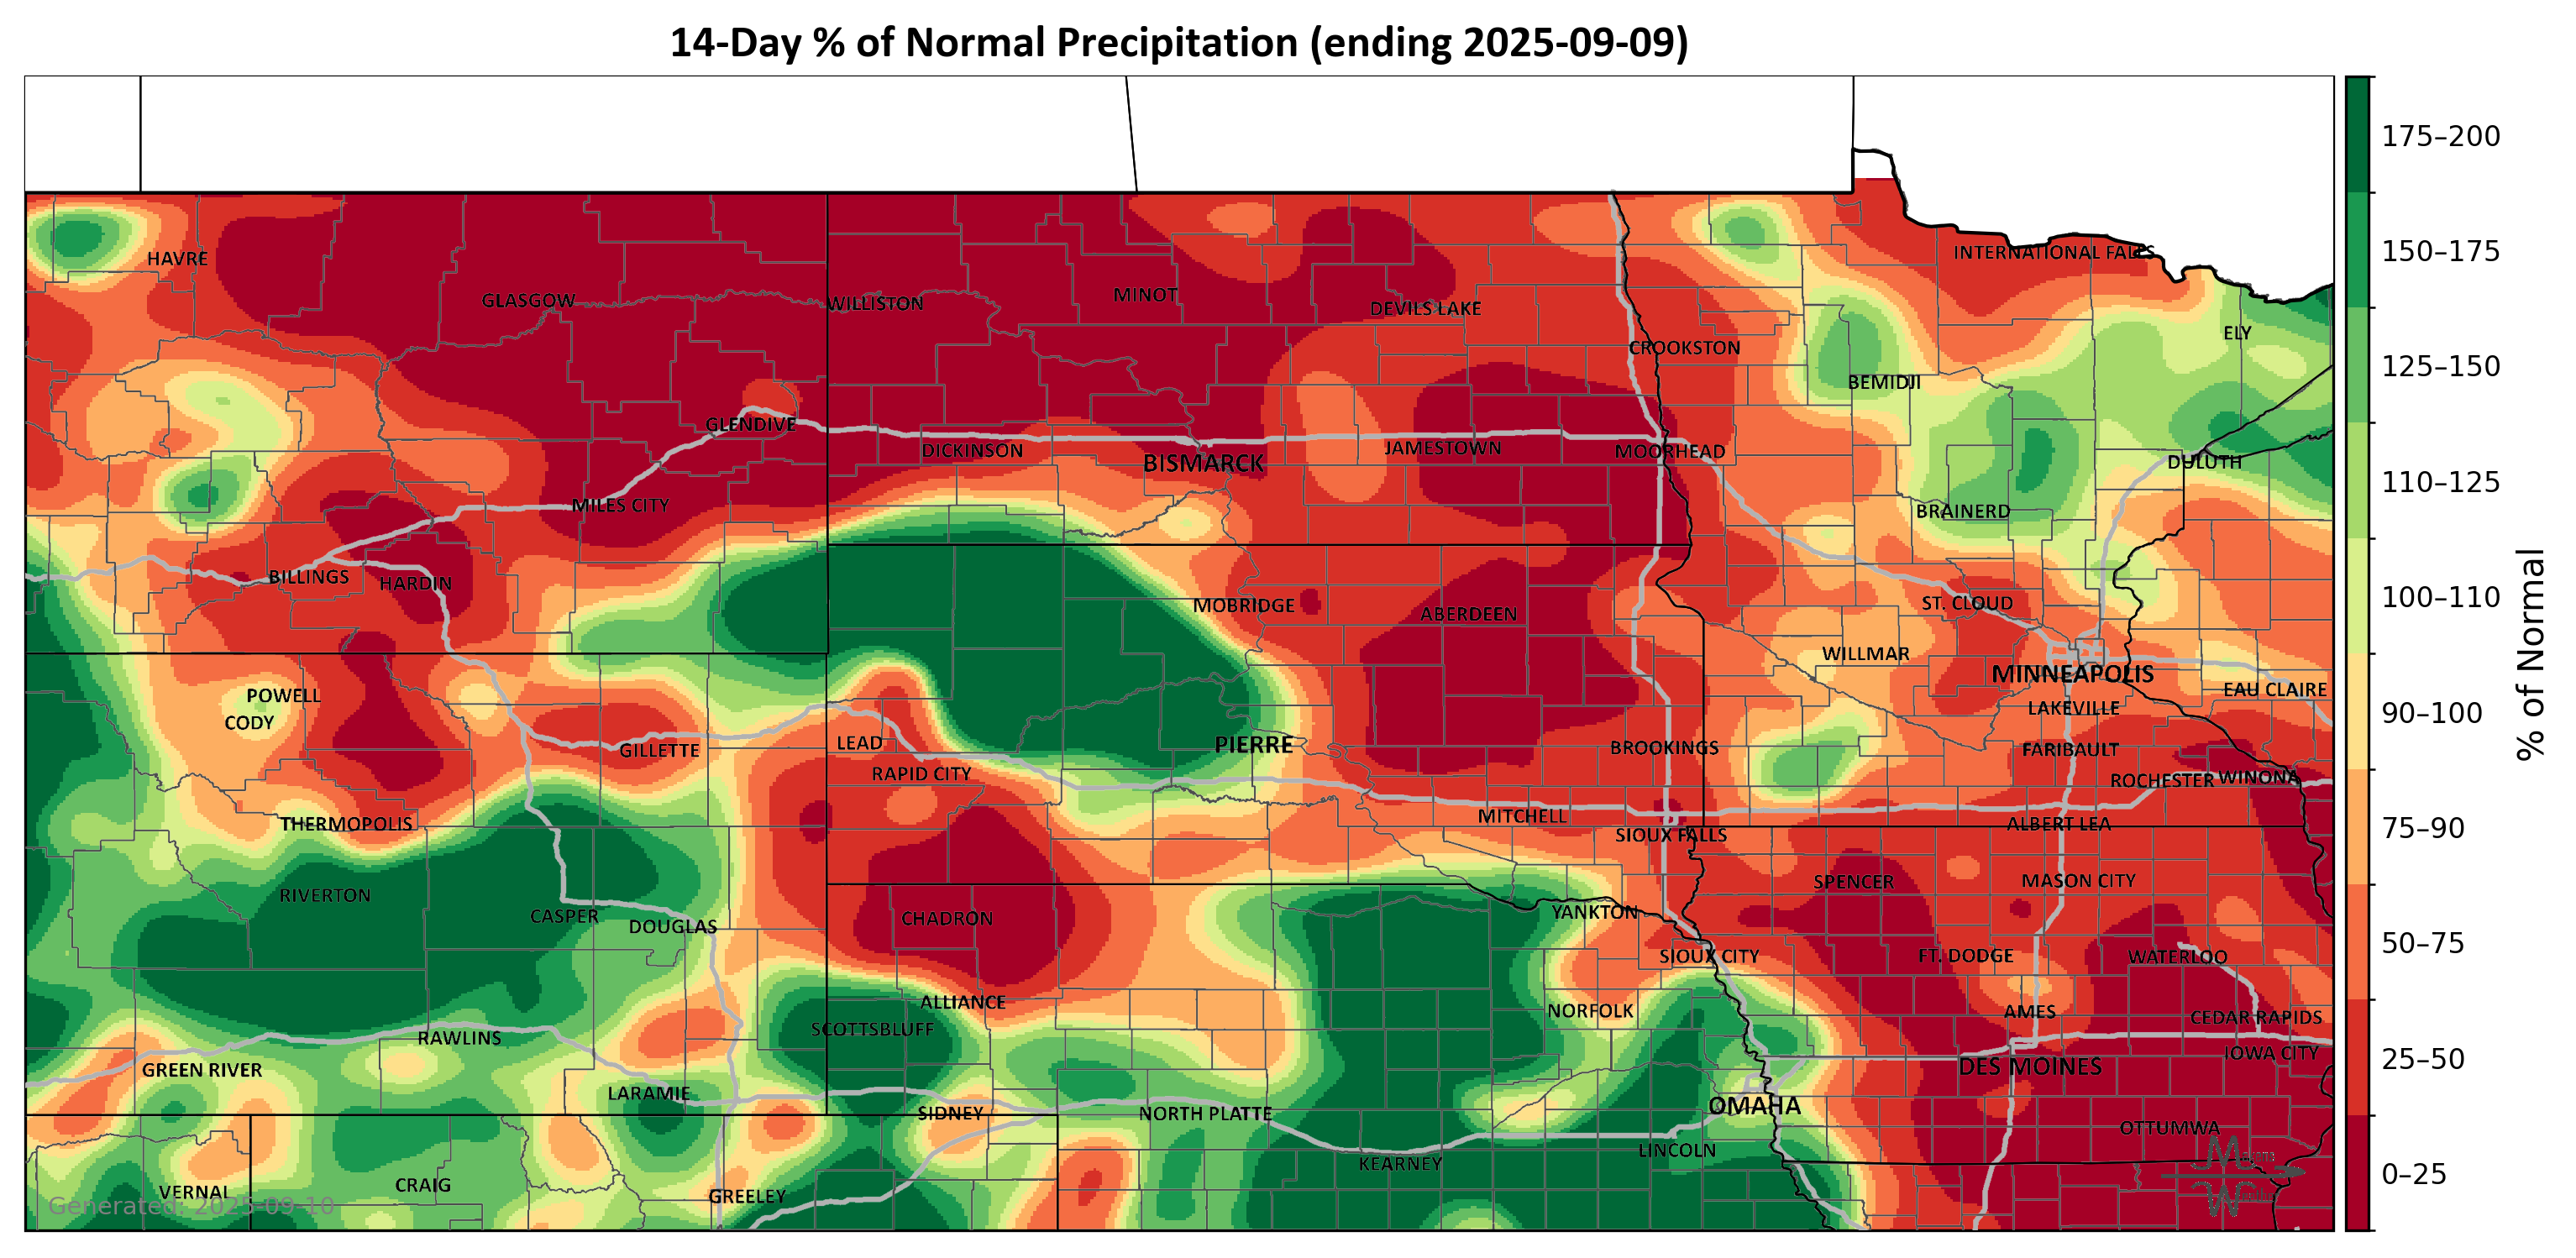 14-Day % of Normal Precipitation (ending 2025-09-09)
175–200
INTERNATIONAL FALLS
150–175
HAVRE
GLASGOW
WILLISTON
MINOT
DEVILS LAKE
ELY
CROOKSTON
125–150
BEMIDJI
GLENDIVE
DICKINSON
BISMARCK
JAMESTOWN
MOORHEAD
DULUTH
110–125
MILES CITY
BRAINERD
BILLINGS
HARDIN
MOBRIDGE
ABERDEEN
ST. CLOUD
100–110
WILLMAR
MINNEAPOLIS
% of Normal
POWELL
EAU CLAIRE
CODY
LAKEVILLE
90–100
GILLETTE
LEAD
PIERRE
BROOKINGS
FARIBAULT
RAPID CITY
ROCHESTER
WINONA
THERMOPOLIS
MITCHELL
SIOUX FALLS
ALBERT LEA
75–90
RIVERTON
SPENCER
MASON CITY
CASPER
DOUGLAS
CHADRON
YANKTON
SIOUX CITY
FT. DODGE
WATERLOO
50–75
ALLIANCE
NORFOLK
AMES
CEDAR RAPIDS
SCOTTSBLUFF
RAWLINS
GREEN RIVER
DES MOINES
IOWA CITY
25–50
LARAMIE
SIDNEY
NORTH PLATTE
OMAHA
OTTUMWA
LINCOLN
KEARNEY
0–25
VERNAL
CRAIG
GREELEY
Generated: 2025-09-10